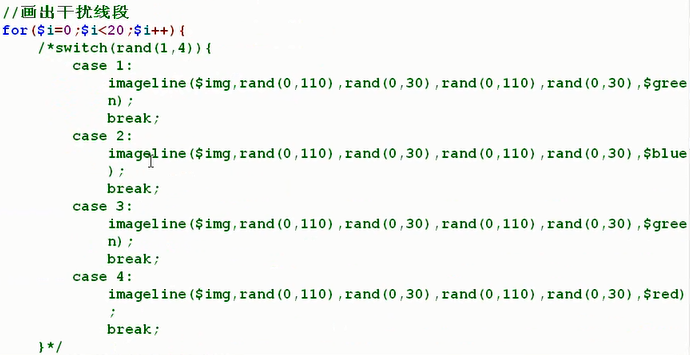 //画出干扰线段
for($i=0;$i<20;$i++){
/*switch(rand(1,4)){
case 1:
imageline($img,rand(0,110),rand(0,30),rand(0,110),rand(0,30),$gree
n);
break;
case 2:
imageline($img,rand(0,110),rand(0,30),rand(0,110),rand(0,30),$blue
);
break;
case 3:
imageline($img,rand(0,110),rand(0,30),rand(0,110),rand(0,30),$gree
n);
break;
case 4:
imageline($img,rand(0,110),rand(0,30),rand(0,110),rand(0,30),$red)
;
break;
}*/